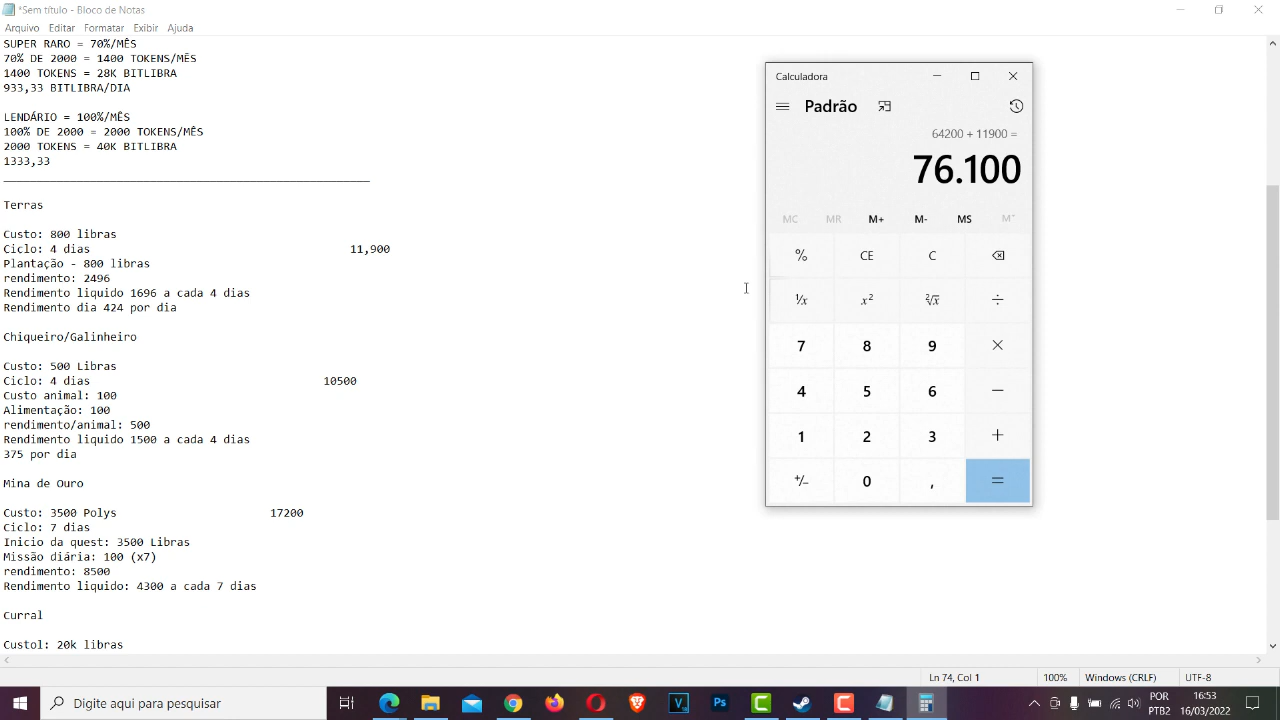 *Sem título - Bloco de Notas
Arquivo Editar Formatar Exibir Ajuda
SUPER RARO = 70%/MÊS
70% DE 2000 = 1400 TOKENS/MÊS
1400 TOKENS = 28K BITLIBRA
933,33 BITLIBRA/DIA
LENDÁRIO = 100%/MÊS
100% DE 2000 = 2000 TOKENS/MÊS
2000 TOKENS = 40K BITLIBRA
1333,33
Terras
Custo: 800 libras
Ciclo: 4 dias 11,900
Plantação - 800 libras
rendimento: 2496
Rendimento liquido 1696 a cada 4 dias
Rendimento dia 424 por dia
Chiqueiro/Galinheiro
Custo: 500 Libras
Ciclo: 4 dias 10500
Custo animal: 100
Alimentação: 100
rendimento/animal: 500
Rendimento liquido 1500 a cada 4 dias
375 por dia
Mina de Ouro
Custo: 3500 Polys 17200
Ciclo: 7 dias
Inicio da quest: 3500 Libras
Missão diária: 100 (x7)
rendimento: 8500
Rendimento liquido: 4300 a cada 7 dias
Curral
Custol: 20k libras
Calculadora
Padrão
64200 + 11900 =
76.100
MC MR M+ M- MS M˅
% CE C
¹/x x² ²√x ÷
7 8 9 ×
4 5 6 −
1 2 3 +
+/− 0 , =
Ln 74, Col 1 100% Windows (CRLF) UTF-8
Digite aqui para pesquisar
POR
PTB2
16:53
16/03/2022